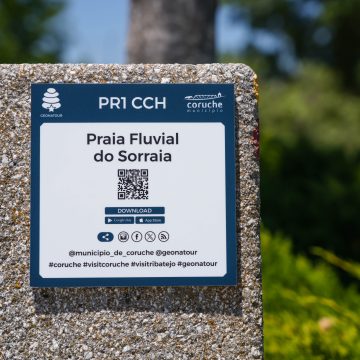 PR1 CCH
GEONATOUR
coruche
município
Praia Fluvial
do Sorraia
DOWNLOAD
Google play
App Store
@municipio_de_coruche @geonatour
#coruche #visitcoruche #visitribatejo #geonatour